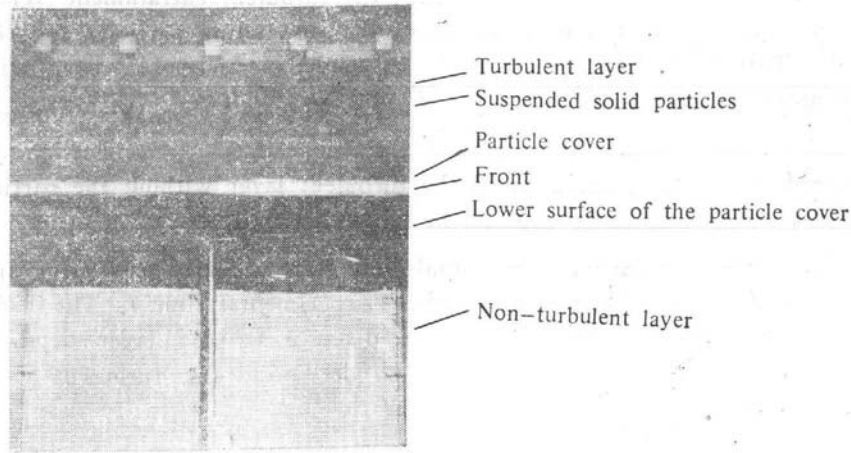 Turbulent layer
Suspended solid particles
Particle cover
Front
Lower surface of the particle cover
Non-turbulent layer